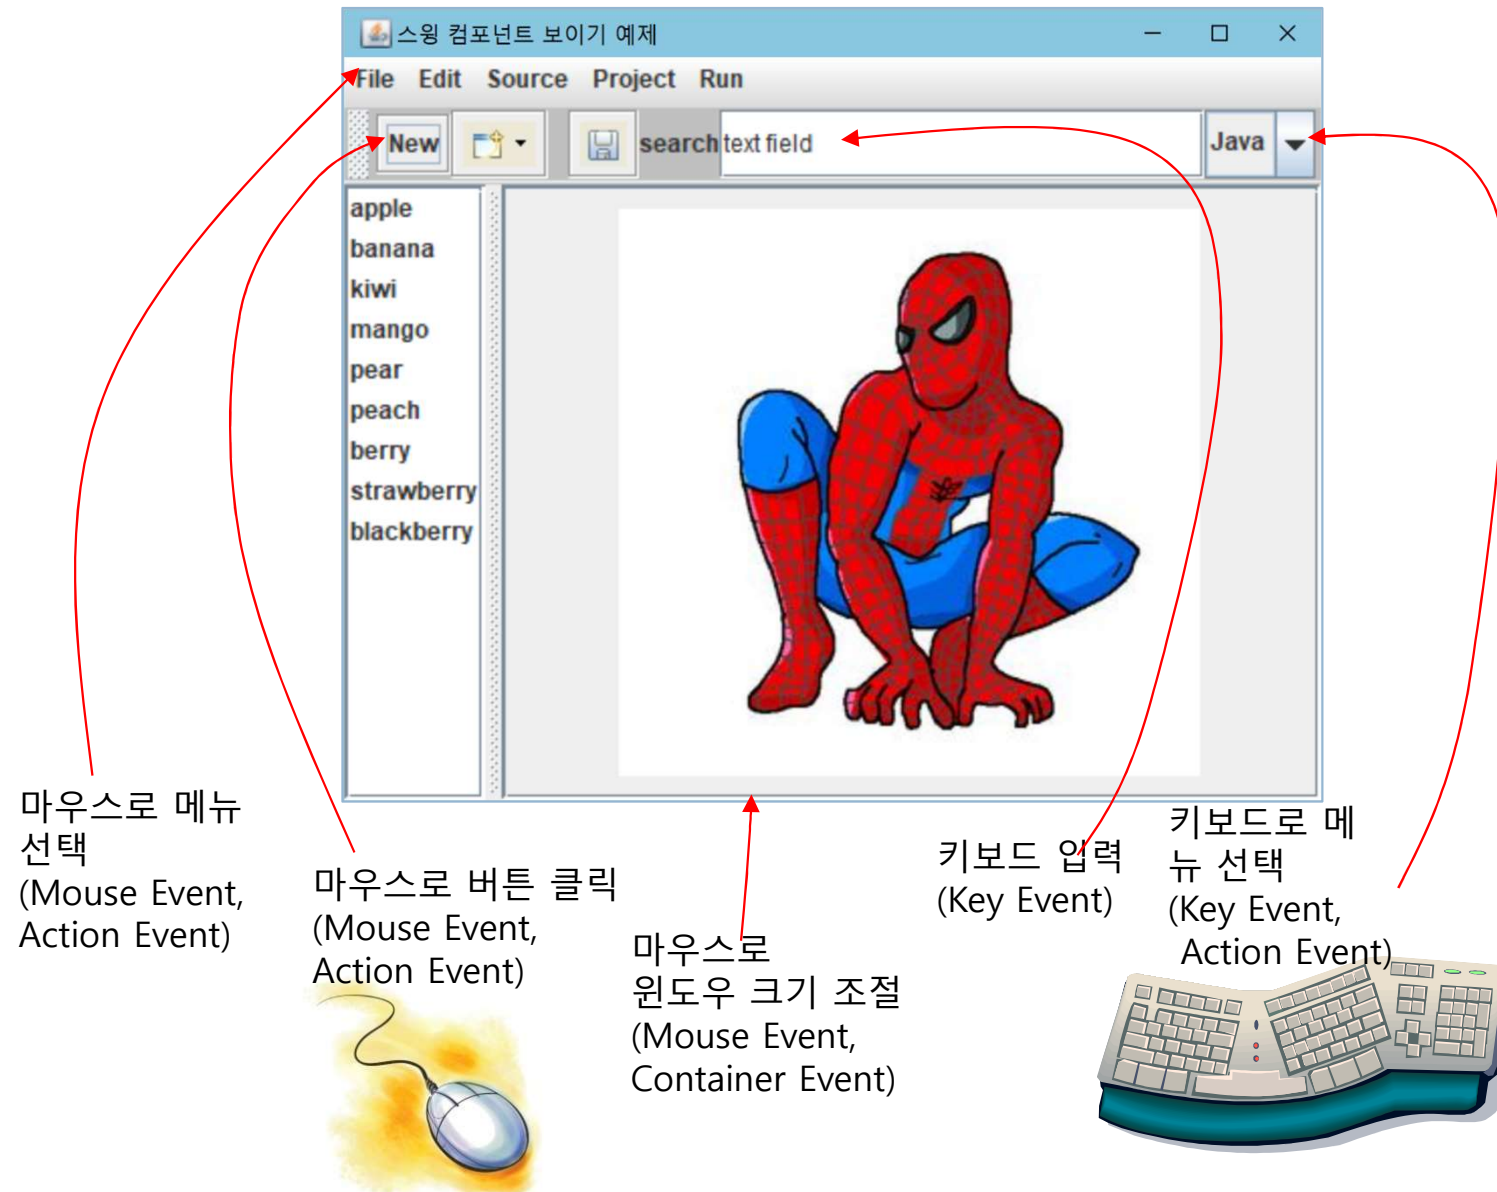 스윙 컴포넌트 보이기 예제
File Edit Source Project Run
New search text field Java
apple
banana
kiwi
mango
pear
peach
berry
strawberry
blackberry
마우스로 메뉴
선택
(Mouse Event,
Action Event)
마우스로 버튼 클릭
(Mouse Event,
Action Event)
마우스로
윈도우 크기 조절
(Mouse Event,
Container Event)
키보드 입력
(Key Event)
키보드로 메
뉴 선택
(Key Event,
Action Event)